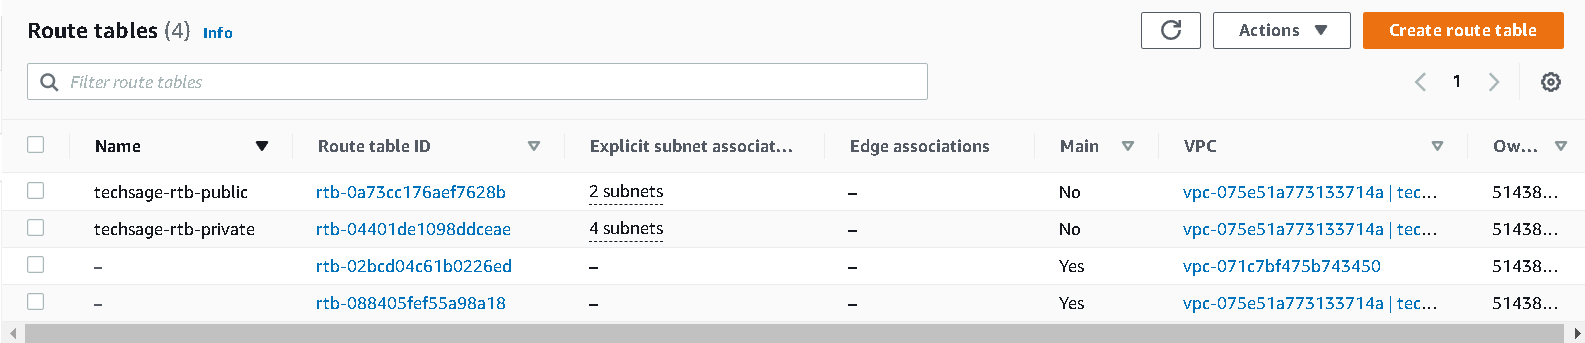 Route tables (4) Info
Actions
Create route table
Filter route tables
1
Name Route table ID Explicit subnet associat... Edge associations Main VPC Ow...
techsage-rtb-public rtb-0a73cc176aef7628b 2 subnets – No vpc-075e51a773133714a | tec... 51438...
techsage-rtb-private rtb-04401de1098ddceae 4 subnets – No vpc-075e51a773133714a | tec... 51438...
– rtb-02bcd04c61b0226ed – – Yes vpc-071c7bf475b743450 51438...
– rtb-088405fef55a98a18 – – Yes vpc-075e51a773133714a | tec... 51438...